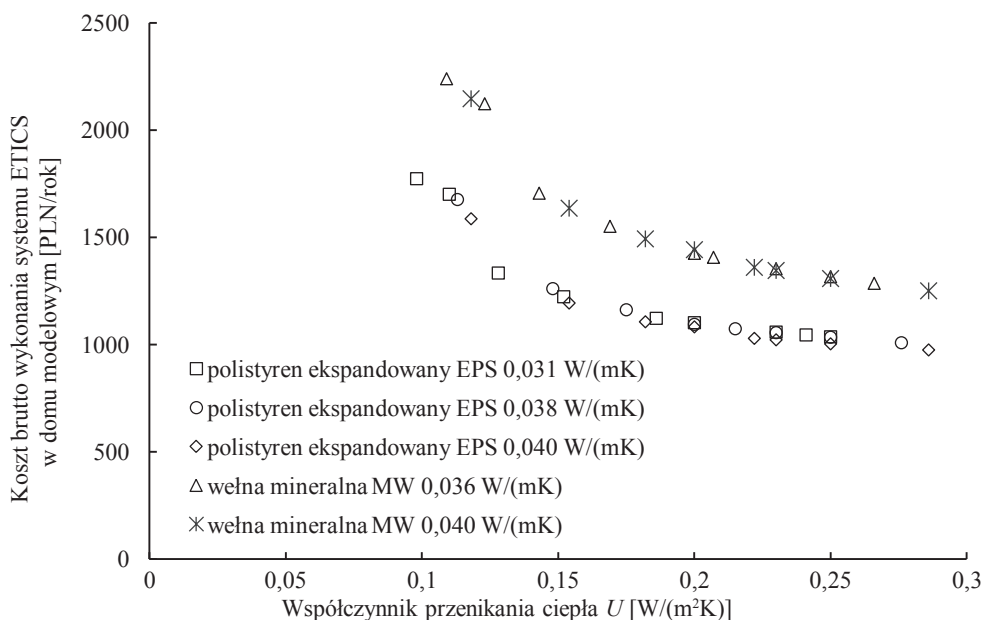 Koszt brutto wykonania systemu ETICS
w domu modelowym [PLN/rok]
2500
2000
1500
1000
500
0
polistyren ekspandowany EPS 0,031 W/(mK)
polistyren ekspandowany EPS 0,038 W/(mK)
polistyren ekspandowany EPS 0,040 W/(mK)
wełna mineralna MW 0,036 W/(mK)
wełna mineralna MW 0,040 W/(mK)
0 0,05 0,1 0,15 0,2 0,25 0,3
Współczynnik przenikania ciepła U [W/(m²K)]